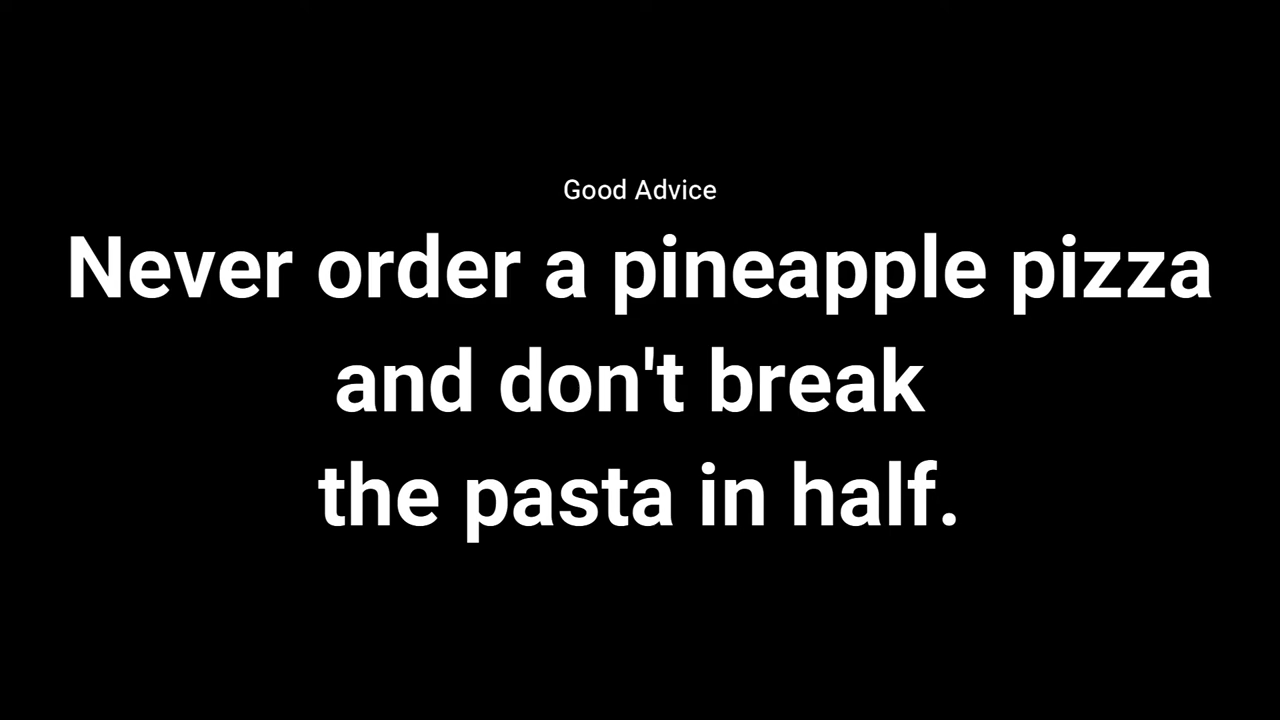 Good Advice
Never order a pineapple pizza
and don't break
the pasta in half.